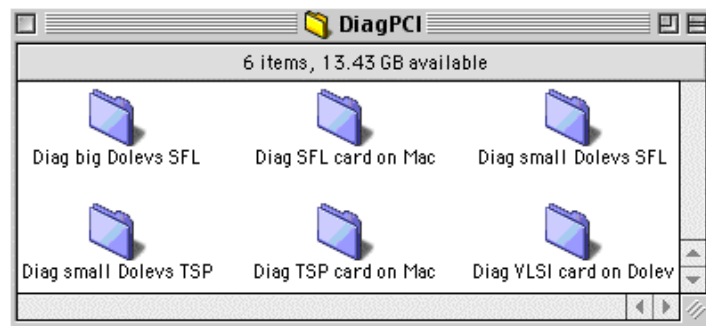 DiagPCI
6 items, 13.43 GB available
Diag big Dolevs SFL
Diag SFL card on Mac
Diag small Dolevs SFL
Diag small Dolevs TSP
Diag TSP card on Mac
Diag VLSI card on Dolev